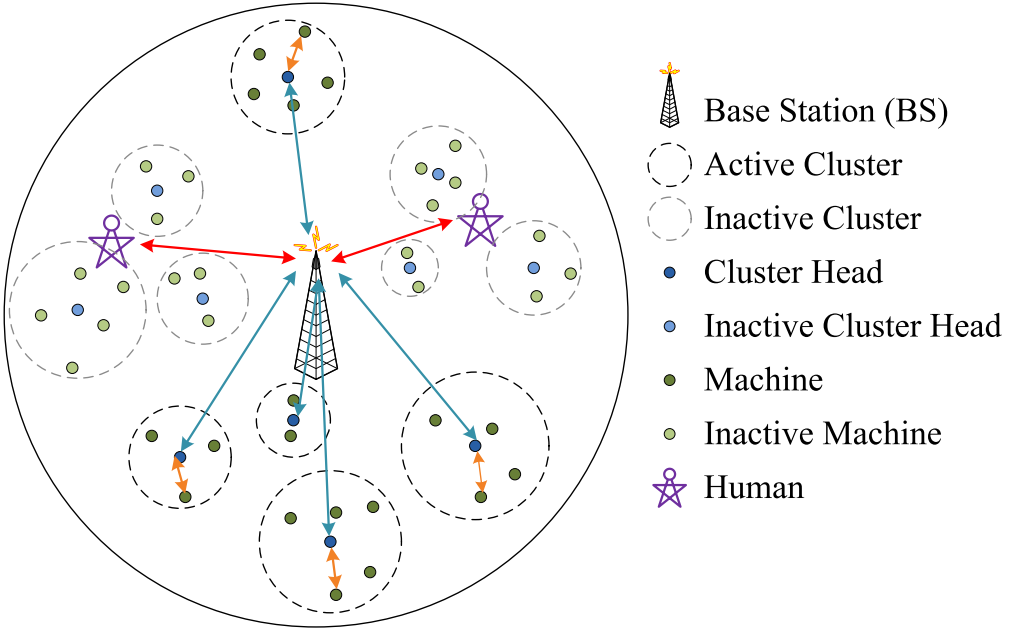 Base Station (BS)
Active Cluster
Inactive Cluster
Cluster Head
Inactive Cluster Head
Machine
Inactive Machine
Human